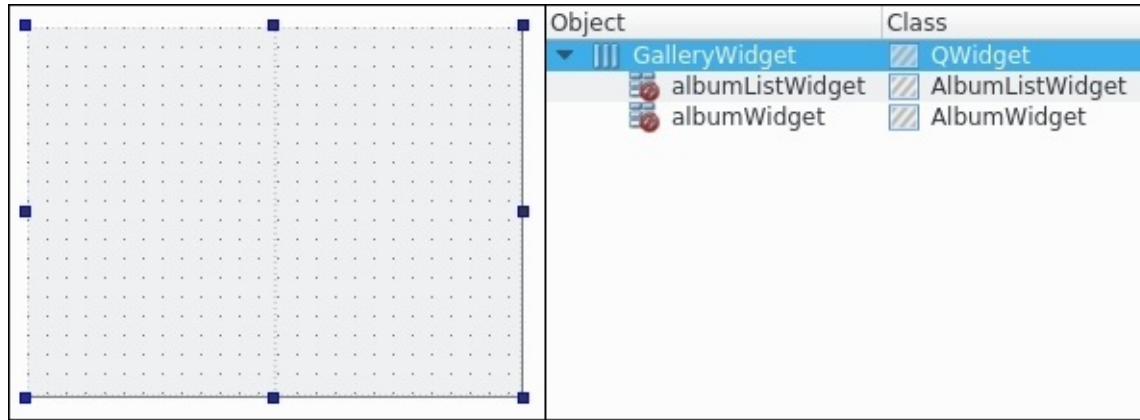 Object Class
GalleryWidget QWidget
albumListWidget AlbumListWidget
albumWidget AlbumWidget